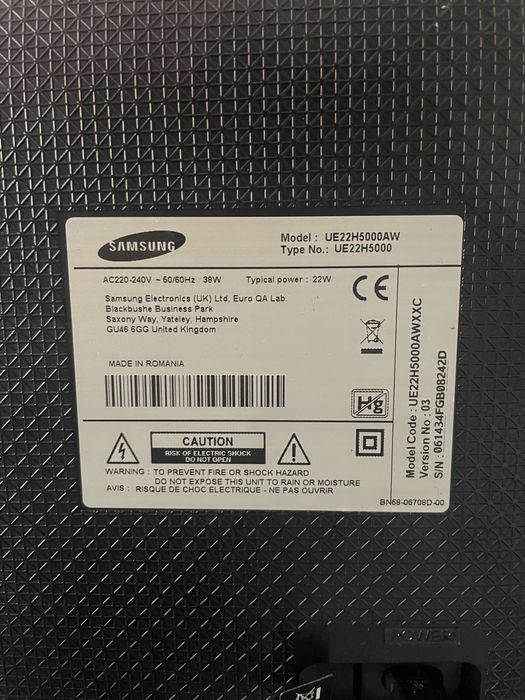 SAMSUNG
Model : UE22H5000AW
Type No.: UE22H5000
AC220-240V ~ 50/60Hz 38W Typical power : 22W
Samsung Electronics (UK) Ltd, Euro QA Lab.
Blackbushe Business Park
Saxony Way, Yateley, Hampshire
GU46 6GG United Kingdom
CE
MADE IN ROMANIA
Hg
CAUTION
RISK OF ELECTRIC SHOCK
DO NOT OPEN
WARNING : TO PREVENT FIRE OR SHOCK HAZARD
DO NOT EXPOSE THIS UNIT TO RAIN OR MOISTURE
AVIS : RISQUE DE CHOC ELECTRIQUE - NE PAS OUVRIR
Model Code : UE22H5000AWXXC
Version No : 03
S/N : 061434FGB08242D
BN68-06708D-00
POWER